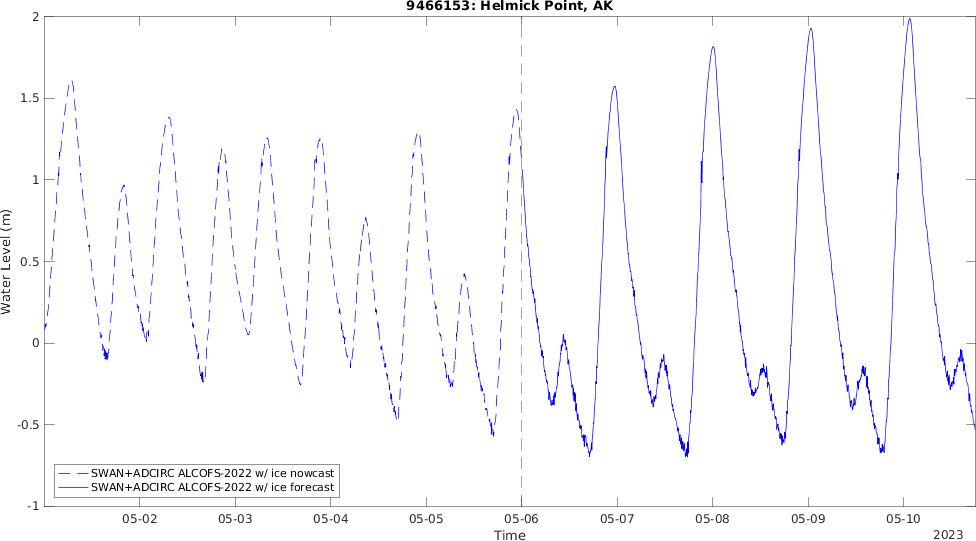 9466153: Helmick Point, AK
Water Level (m)
2
1.5
1
0.5
0
-0.5
-1
SWAN+ADCIRC ALCOFS-2022 w/ ice nowcast
SWAN+ADCIRC ALCOFS-2022 w/ ice forecast
05-02 05-03 05-04 05-05 05-06 05-07 05-08 05-09 05-10
Time
2023